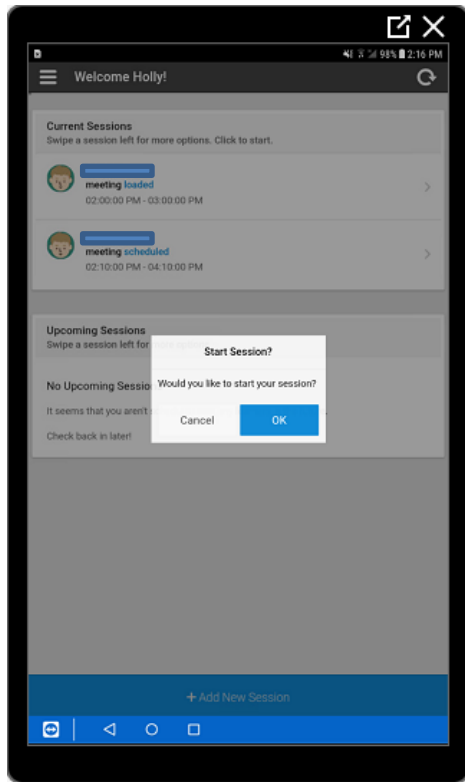 98% 2:16 PM
Welcome Holly!
Current Sessions
Swipe a session left for more options. Click to start.
meeting loaded
02:00:00 PM - 03:00:00 PM
meeting scheduled
02:10:00 PM - 04:10:00 PM
Upcoming Sessions
Swipe a session left for
Start Session?
No Upcoming
Would you like to start your session?
It seems that you aren't
Cancel OK
Check back in later!
+ Add New Session